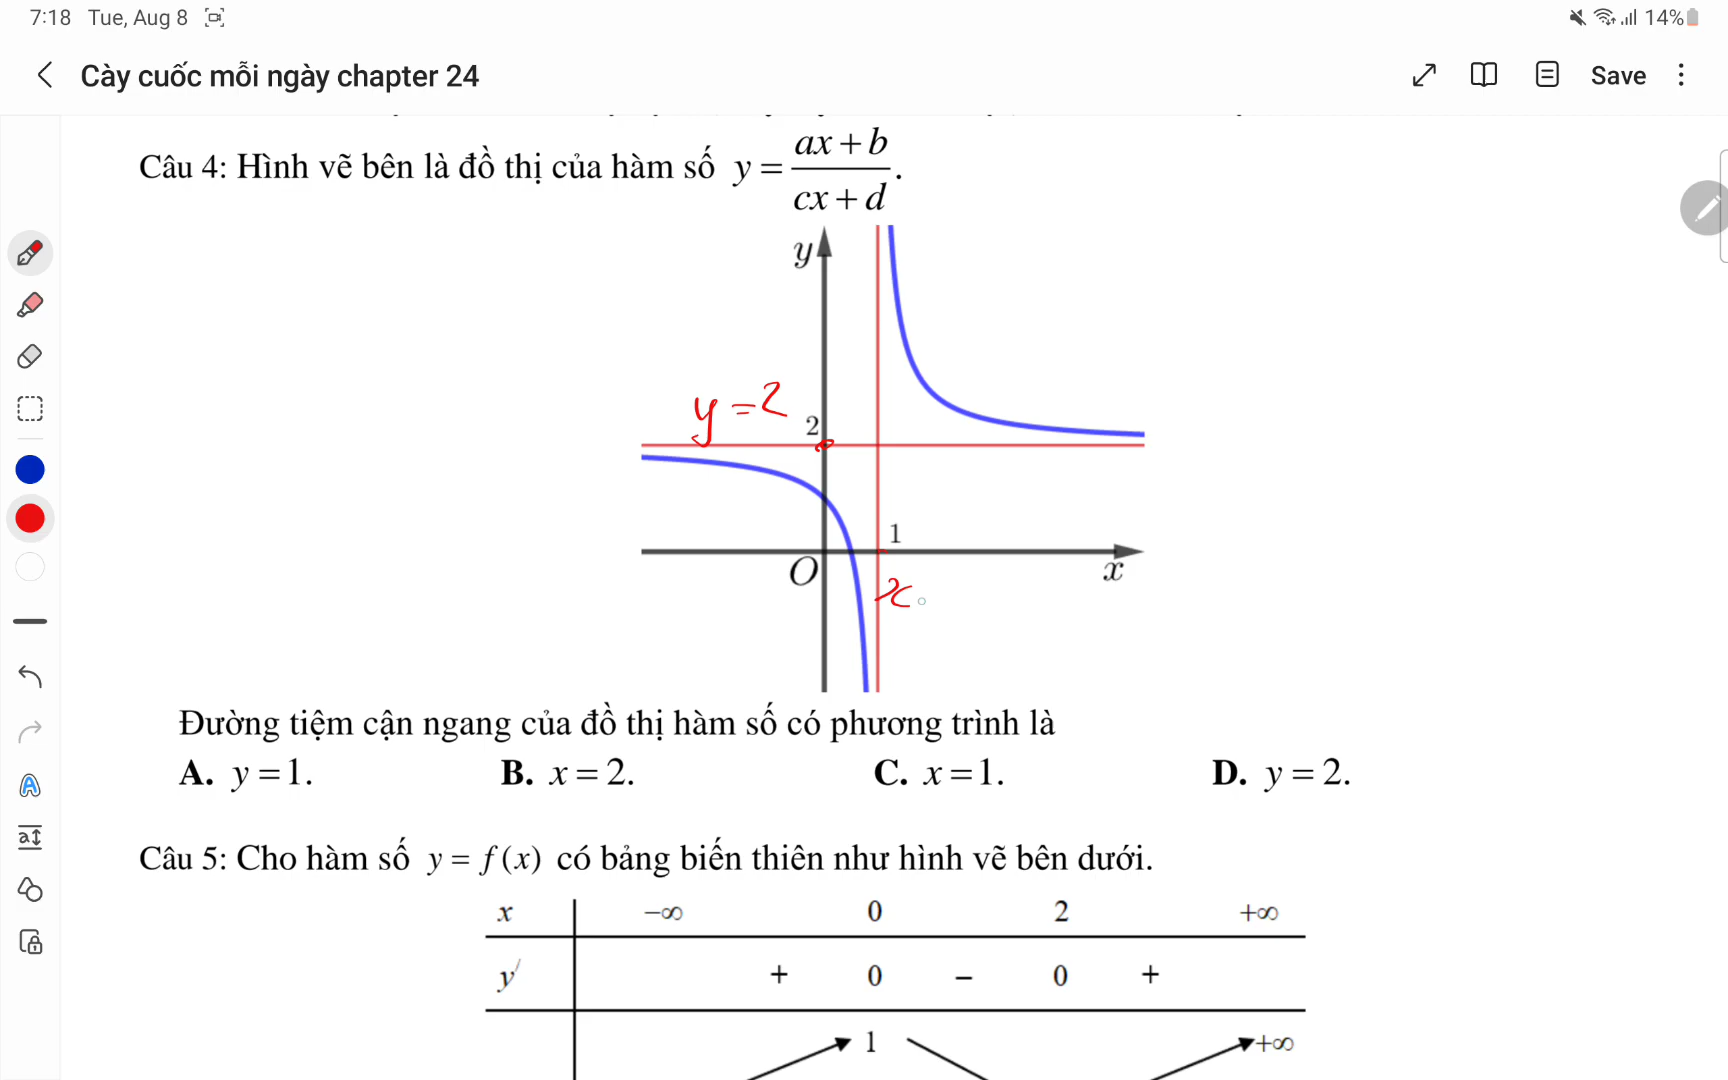 7:18 Tue, Aug 8 14%
Cày cuốc mỗi ngày chapter 24 Save
Câu 4: Hình vẽ bên là đồ thị của hàm số y = (ax + b)/(cx + d).
y
y = 2
2
1
O x
x
Đường tiệm cận ngang của đồ thị hàm số có phương trình là
A. y = 1. B. x = 2. C. x = 1. D. y = 2.
Câu 5: Cho hàm số y = f(x) có bảng biến thiên như hình vẽ bên dưới.
x −∞ 0 2 +∞
y′ + 0 − 0 +
1 +∞